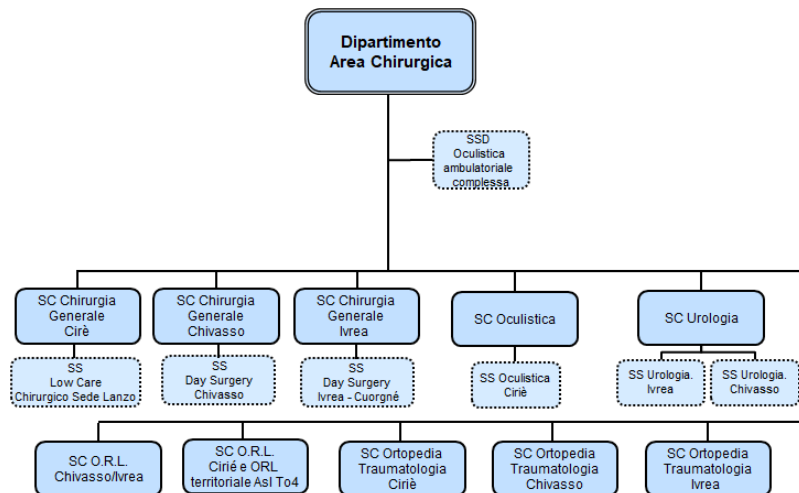 Dipartimento
Area Chirurgica
SSD
Oculistica
ambulatoriale
complessa
SC Chirurgia
Generale
Cirè
SC Chirurgia
Generale
Chivasso
SC Chirurgia
Generale
Ivrea
SC Oculistica
SC Urologia
SS
Low Care
Chirurgico Sede Lanzo
SS
Day Surgery
Chivasso
SS
Day Surgery
Ivrea - Cuorgné
SS Oculistica
Ciriè
SS Urologia.
Ivrea
SS Urologia.
Chivasso
SC O.R.L.
Chivasso/Ivrea
SC O.R.L.
Cirié e ORL
territoriale Asl To4
SC Ortopedia
Traumatologia
Ciriè
SC Ortopedia
Traumatologia
Chivasso
SC Ortopedia
Traumatologia
Ivrea